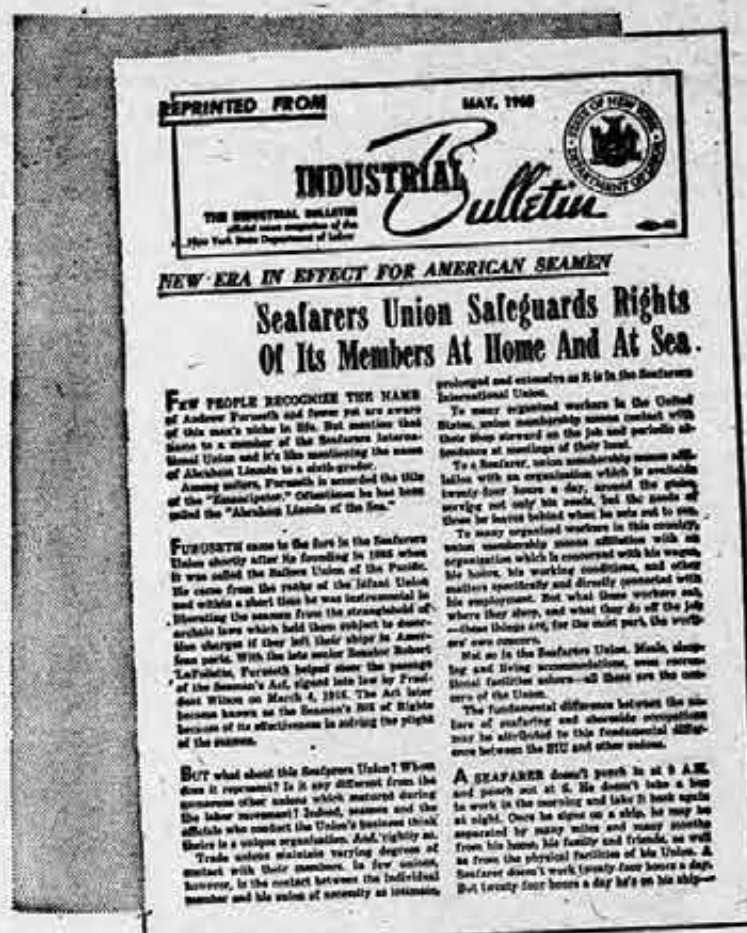 REPRINTED FROM
MAY, 1960
INDUSTRIAL
Bulletin
STATE OF NEW YORK
DEPARTMENT OF LABOR
THE INDUSTRIAL BULLETIN
official news magazine of the
New York State Department of Labor
NEW ERA IN EFFECT FOR AMERICAN SEAMEN
Seafarers Union Safeguards Rights
Of Its Members At Home And At Sea.
FEW PEOPLE RECOGNIZE THE NAME
of Andrew Furuseth and fewer yet are aware
of this man's niche in life. But mention that
name to a member of the Seafarers Interna-
tional Union and it's like mentioning the name
of Abraham Lincoln to a sixth-grader.
Among sailors, Furuseth is accorded the title
of the "Emancipator." Oftentimes he has been
called the "Abraham Lincoln of the Sea."
FURUSETH came to the fore in the Seafarers
Union shortly after its founding in when
it was called the Sailors Union of the Pacific.
He came from the ranks of the infant Union
and within a short time he was instrumental in
liberating the seamen from the stranglehold of
archaic laws which held them subject to deser-
tion charges if they left their ships in Amer-
ican ports. With the late senior Senator Robert
LaFollette, Furuseth helped steer the passage
of the Seaman's Act, signed into law by Presi-
dent Wilson on March 4, 1915. The Act later
became known as the Seaman's Bill of Rights
because of its effectiveness in solving the plight
of the seamen.
BUT what about this Seafarers Union? Whom
does it represent? Is it any different from the
numerous other unions which matured during
the labor movement? Indeed, seamen and the
officials who conduct the Union's business think
theirs is a unique organization. And, rightly so.
Trade unions maintain varying degrees of
contact with their members. In few unions,
however, is the contact between the individual
member and his union of necessity as intimate,
prolonged and extensive as it is in the Seafarers
International Union.
To many organized workers in the United
States, union membership means contact with
their shop steward on the job and periodic at-
tendance at meetings of their local.
To a Seafarer, union membership means affi-
liation with an organization which is available
twenty-four hours a day, around the globe,
serving not only his needs, but the needs of
those he leaves behind when he sets out to sea.
To many organized workers in this country,
union membership means affiliation with an
organization which is concerned with his wages,
his hours, his working conditions, and other
matters specifically and directly connected with
his employment. But what these workers eat,
where they sleep, and what they do off the job
—these things are, for the most part, the work-
ers' own concern.
Not so in the Seafarers Union. Meals, sleep-
ing and living accommodations, even recrea-
tional facilities ashore—all these are the con-
cern of the Union.
The fundamental difference between the na-
ture of seafaring and shoreside occupations
may be attributed to this fundamental differ-
ence between the SIU and other unions.
A SEAFARER doesn't punch in at 9 A.M.
and punch out at 5. He doesn't take a bus
to work in the morning and take it back again
at night. Once he signs on a ship, he may be
separated by many miles and many months
from his home, his family and friends, as well
as from the physical facilities of his Union. A
Seafarer doesn't work twenty-four hours a day.
But twenty-four hours a day he's on his ship—